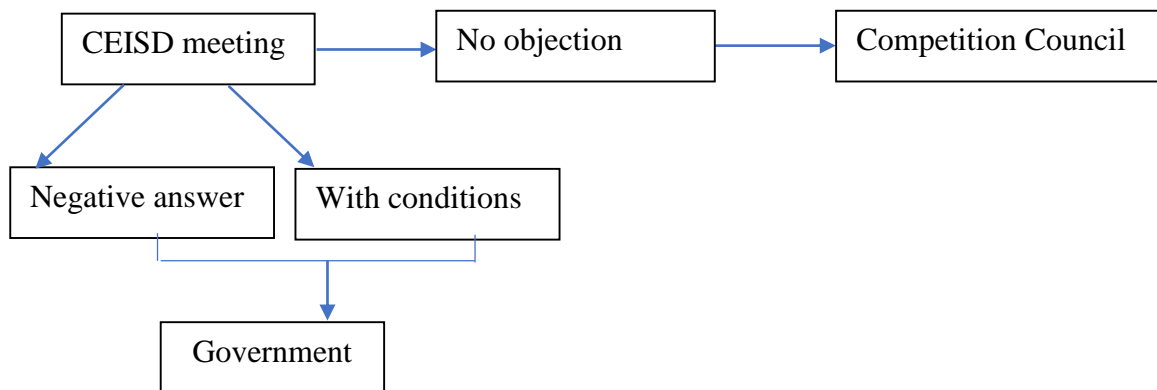 CEISD meeting
No objection
Competition Council
Negative answer
With conditions
Government